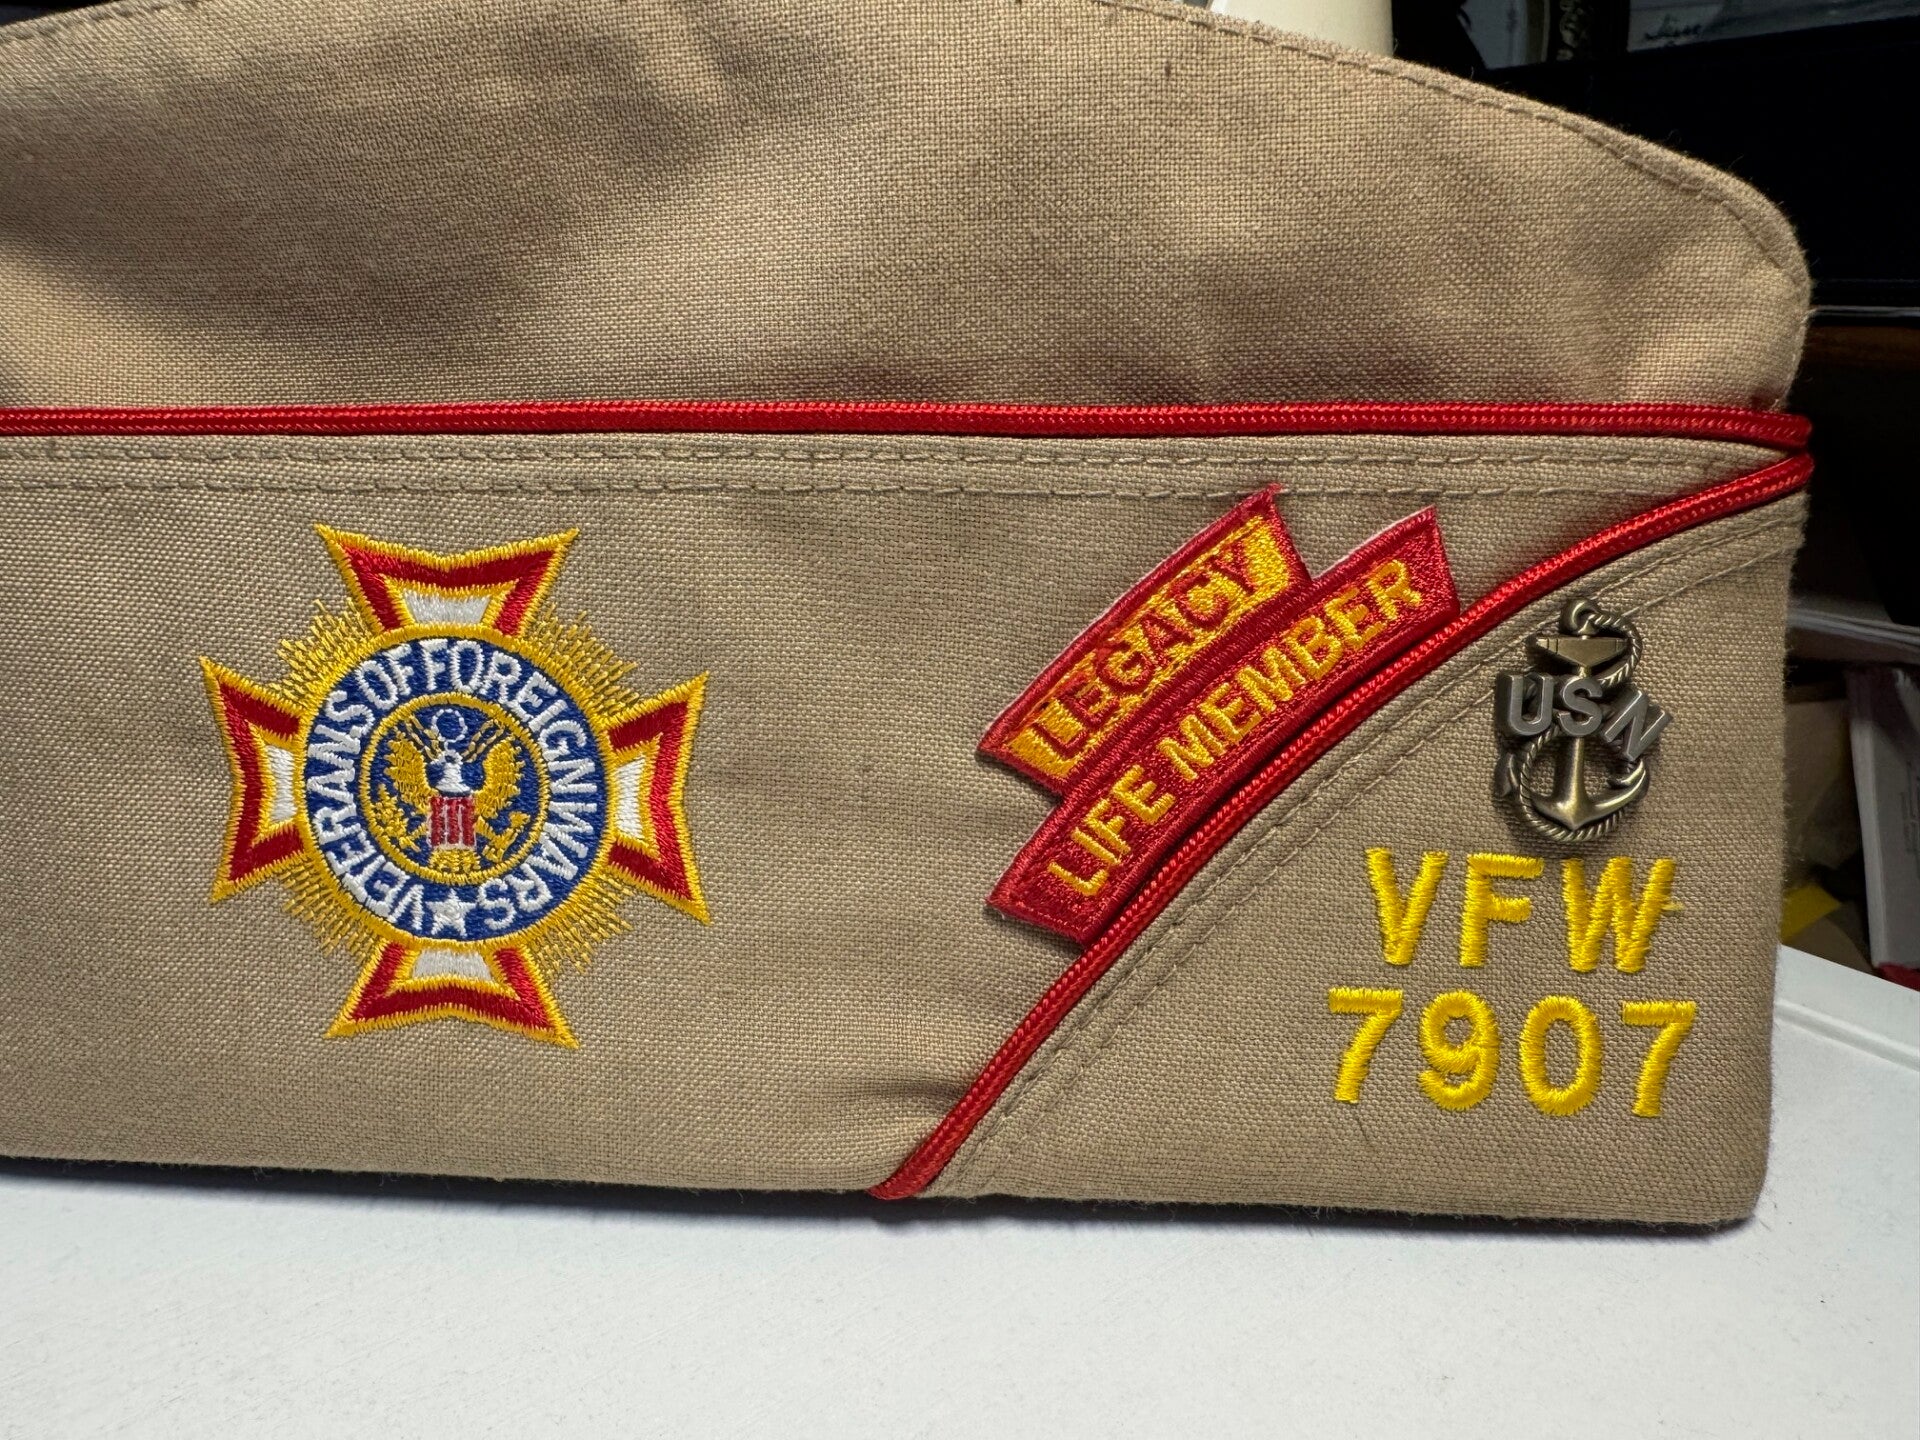 VETERANS OF FOREIGN WARS
LEGACY
LIFE MEMBER
USN
VFW
7907